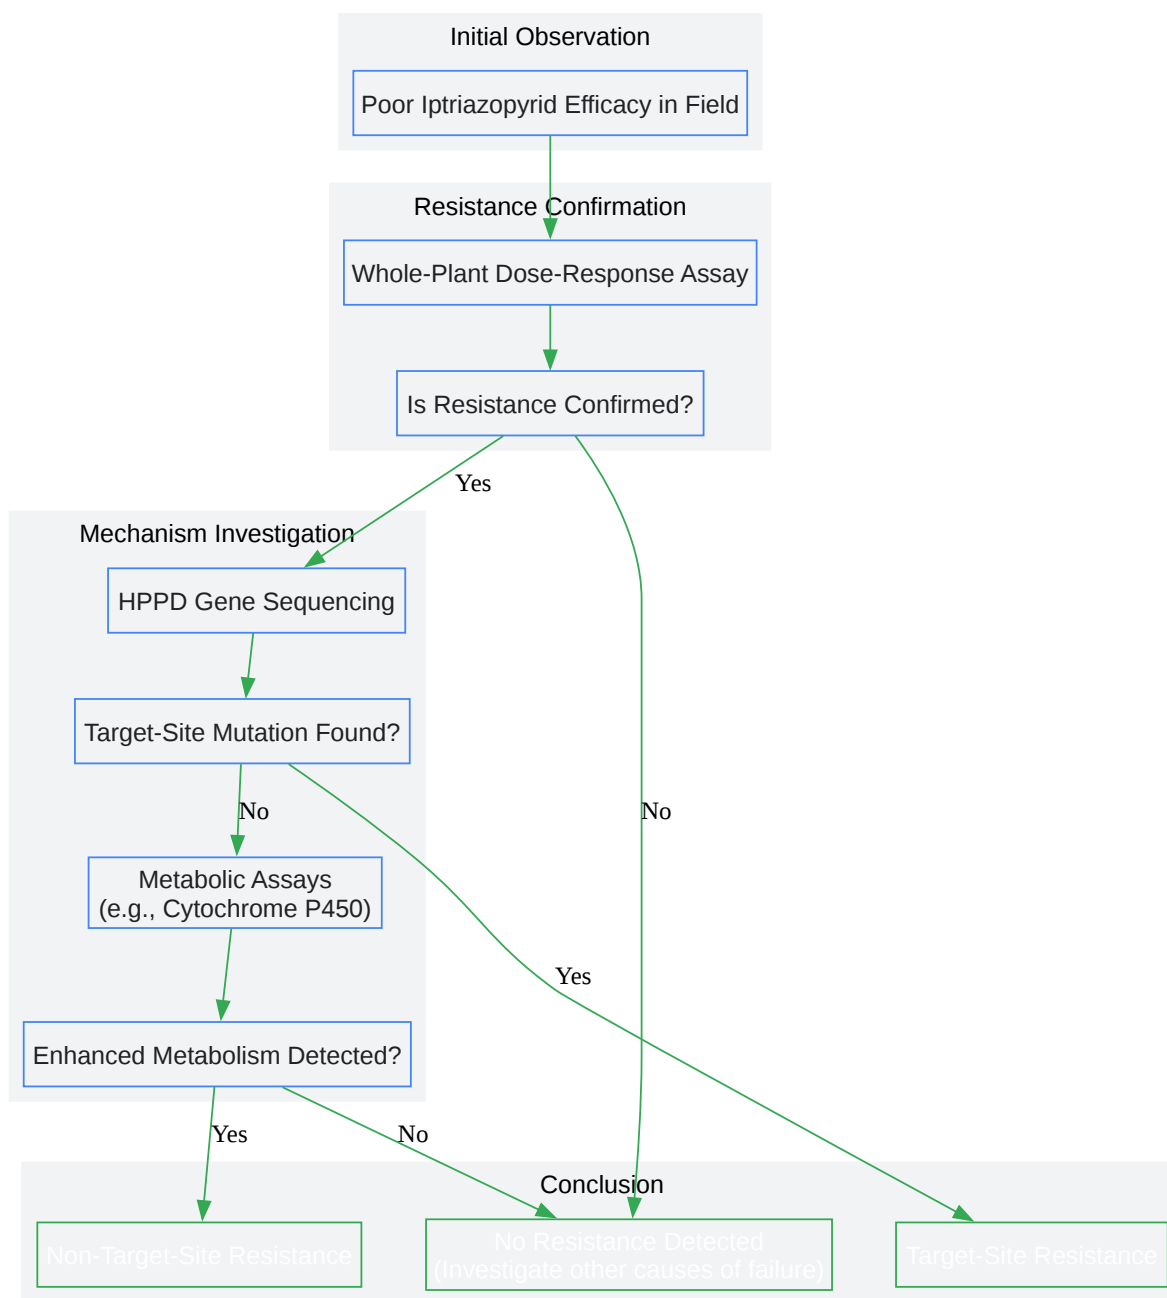 Initial Observation
Poor Iptriazopyrid Efficacy in Field
Resistance Confirmation
Whole-Plant Dose-Response Assay
Is Resistance Confirmed?
Yes
Mechanism Investigation
HPPD Gene Sequencing
Target-Site Mutation Found?
No
No
Metabolic Assays
(e.g., Cytochrome P450)
Yes
Enhanced Metabolism Detected?
Yes
No
Conclusion
Non-Target-Site Resistance
No Resistance Detected
(Investigate other causes of failure)
Target-Site Resistance